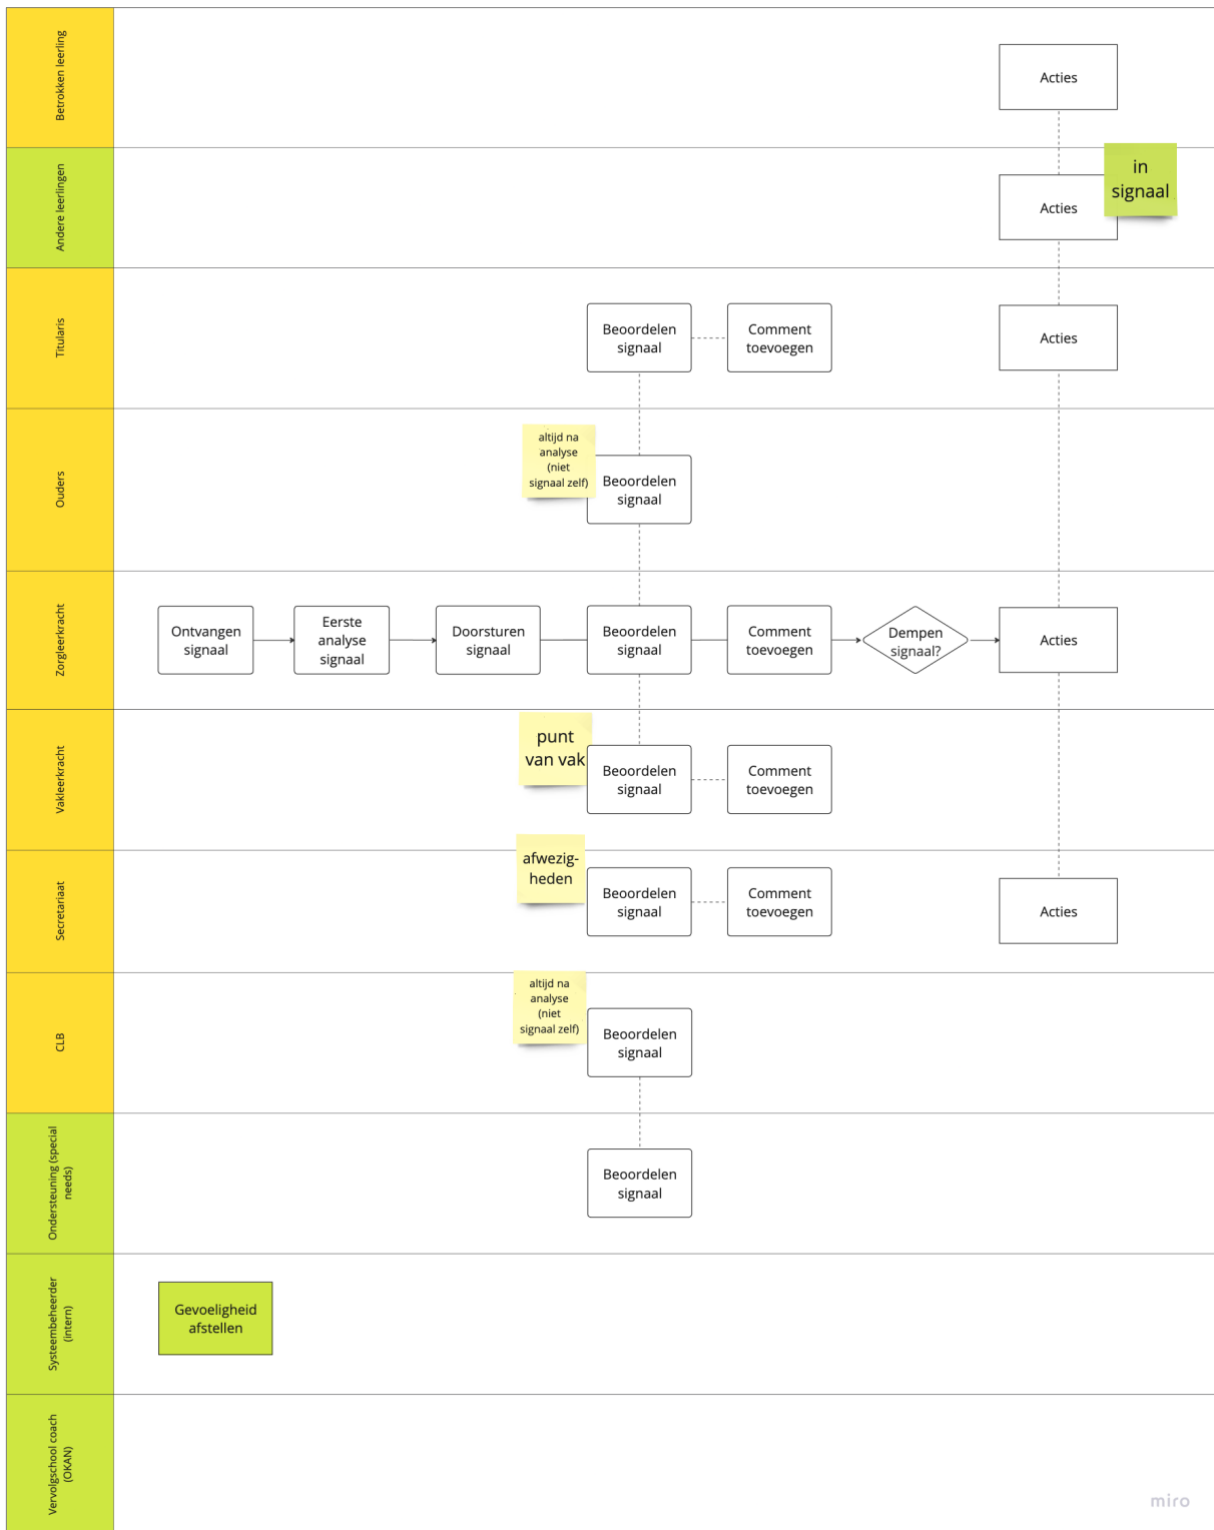 Betrokken leerling
Acties
Andere leerlingen
Acties
in
signaal
Titularis
Beoordelen
signaal
Comment
toevoegen
Acties
Ouders
altijd na
analyse
(niet
signaal zelf)
Beoordelen
signaal
Zorgleerkracht
Ontvangen
signaal
Eerste
analyse
signaal
Doorsturen
signaal
Beoordelen
signaal
Comment
toevoegen
Dempen
signaal?
Acties
Vakleerkracht
punt
van vak
Beoordelen
signaal
Comment
toevoegen
Secretariaat
afwezig-
heden
Beoordelen
signaal
Comment
toevoegen
Acties
CLB
altijd na
analyse
(niet
signaal zelf)
Beoordelen
signaal
Ondersteuning (special
needs)
Beoordelen
signaal
Systeembeheerder
(intern)
Gevoeligheid
afstellen
Vervolgschool coach
(OKAN)
miro